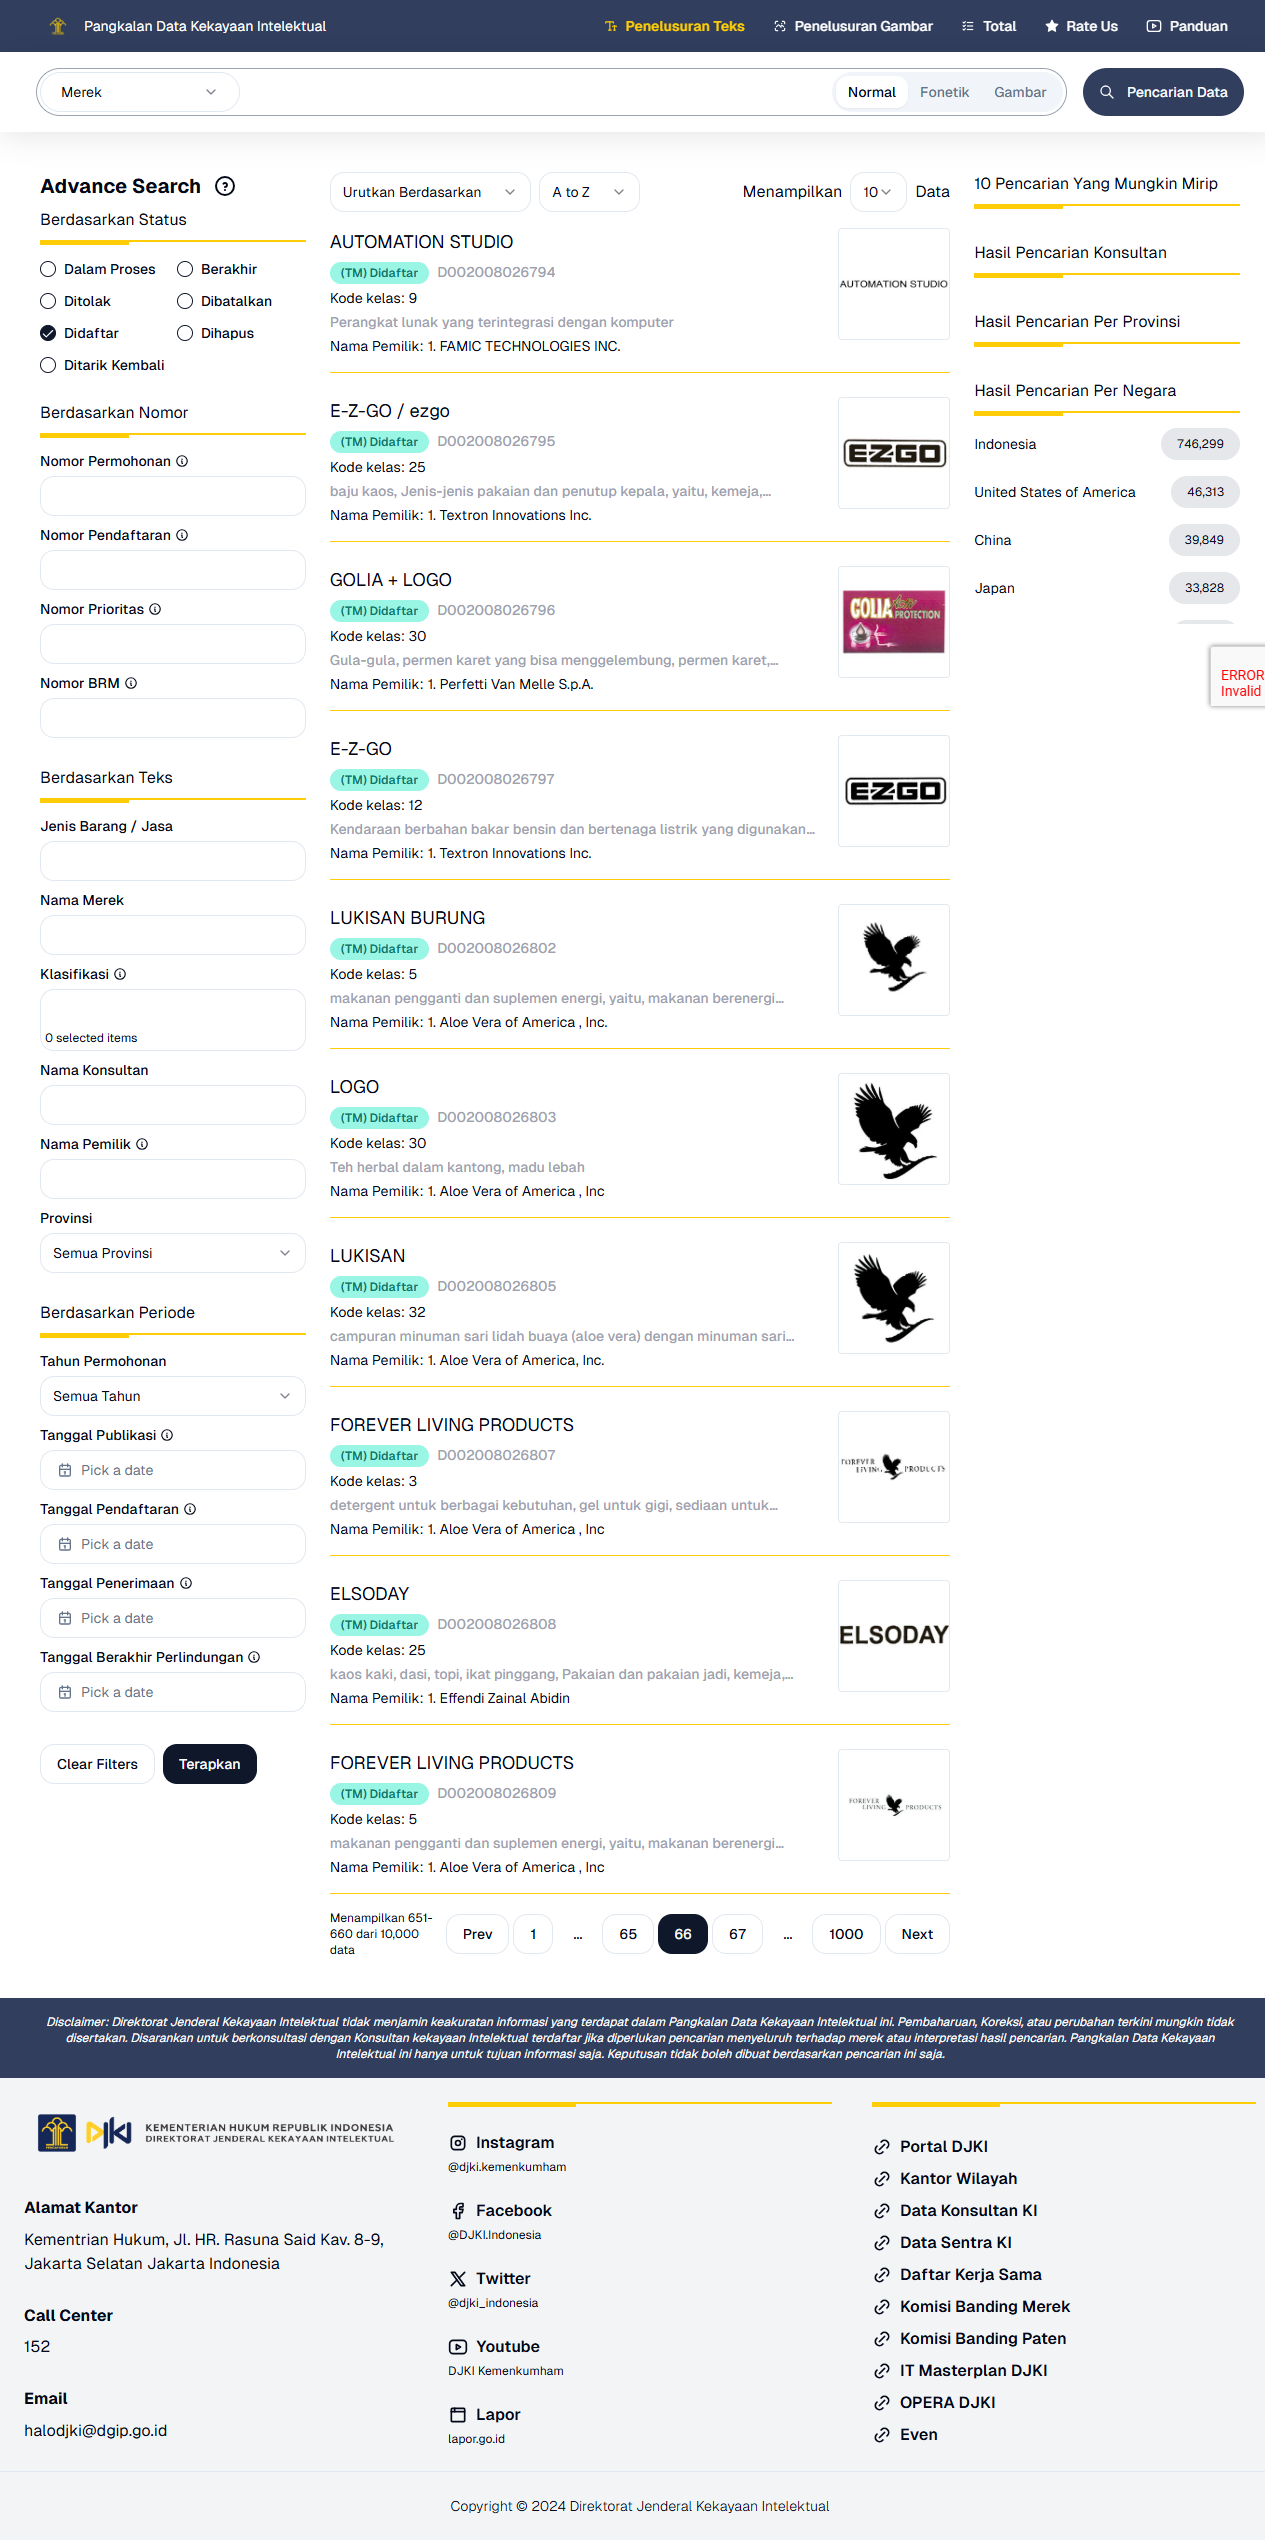 Pangkalan Data Kekayaan Intelektual
Penelusuran Teks
Penelusuran Gambar
Total
Rate Us
Panduan
Merek
Normal
Fonetik
Gambar
Pencarian Data
Advance Search
Berdasarkan Status
Dalam Proses
Berakhir
Ditolak
Dibatalkan
Didaftar
Dihapus
Ditarik Kembali
Berdasarkan Nomor
Nomor Permohonan
Nomor Pendaftaran
Nomor Prioritas
Nomor BRM
Berdasarkan Teks
Jenis Barang / Jasa
Nama Merek
Klasifikasi
0 selected items
Nama Konsultan
Nama Pemilik
Provinsi
Semua Provinsi
Berdasarkan Periode
Tahun Permohonan
Semua Tahun
Tanggal Publikasi
Pick a date
Tanggal Pendaftaran
Pick a date
Tanggal Penerimaan
Pick a date
Tanggal Berakhir Perlindungan
Pick a date
Clear Filters
Terapkan
Urutkan Berdasarkan
A to Z
Menampilkan 10 Data
AUTOMATION STUDIO
(TM) Didaftar D002008026794
Kode kelas: 9
Perangkat lunak yang terintegrasi dengan komputer
Nama Pemilik: 1. FAMIC TECHNOLOGIES INC.
AUTOMATION STUDIO
E-Z-GO / ezgo
(TM) Didaftar D002008026795
Kode kelas: 25
baju kaos, Jenis-jenis pakaian dan penutup kepala, yaitu, kemeja,...
Nama Pemilik: 1. Textron Innovations Inc.
EZGO
GOLIA + LOGO
(TM) Didaftar D002008026796
Kode kelas: 30
Gula-gula, permen karet yang bisa menggelembung, permen karet,...
Nama Pemilik: 1. Perfetti Van Melle S.p.A.
GOLIA
PROTECTION
E-Z-GO
(TM) Didaftar D002008026797
Kode kelas: 12
Kendaraan berbahan bakar bensin dan bertenaga listrik yang digunakan...
Nama Pemilik: 1. Textron Innovations Inc.
EZGO
LUKISAN BURUNG
(TM) Didaftar D002008026802
Kode kelas: 5
makanan pengganti dan suplemen energi, yaitu, makanan berenergi...
Nama Pemilik: 1. Aloe Vera of America , Inc.
LOGO
(TM) Didaftar D002008026803
Kode kelas: 30
Teh herbal dalam kantong, madu lebah
Nama Pemilik: 1. Aloe Vera of America , Inc
LUKISAN
(TM) Didaftar D002008026805
Kode kelas: 32
campuran minuman sari lidah buaya (aloe vera) dengan minuman sari...
Nama Pemilik: 1. Aloe Vera of America, Inc.
FOREVER LIVING PRODUCTS
(TM) Didaftar D002008026807
Kode kelas: 3
detergent untuk berbagai kebutuhan, gel untuk gigi, sediaan untuk...
Nama Pemilik: 1. Aloe Vera of America , Inc
FOREVER
LIVING PRODUCTS
ELSODAY
(TM) Didaftar D002008026808
Kode kelas: 25
kaos kaki, dasi, topi, ikat pinggang, Pakaian dan pakaian jadi, kemeja,...
Nama Pemilik: 1. Effendi Zainal Abidin
ELSODAY
FOREVER LIVING PRODUCTS
(TM) Didaftar D002008026809
Kode kelas: 5
makanan pengganti dan suplemen energi, yaitu, makanan berenergi...
Nama Pemilik: 1. Aloe Vera of America , Inc
FOREVER
LIVING PRODUCTS
Menampilkan 651-
660 dari 10,000
data
Prev 1 ... 65 66 67 ... 1000 Next
10 Pencarian Yang Mungkin Mirip
Hasil Pencarian Konsultan
Hasil Pencarian Per Provinsi
Hasil Pencarian Per Negara
Indonesia 746,299
United States of America 46,313
China 39,849
Japan 33,828
ERROR
Invalid
Disclaimer: Direktorat Jenderal Kekayaan Intelektual tidak menjamin keakuratan informasi yang terdapat dalam Pangkalan Data Kekayaan Intelektual ini. Pembaharuan, Koreksi, atau perubahan terkini mungkin tidak
disertakan. Disarankan untuk berkonsultasi dengan Konsultan kekayaan Intelektual terdaftar jika diperlukan pencarian menyeluruh terhadap merek atau interpretasi hasil pencarian. Pangkalan Data Kekayaan
Intelektual ini hanya untuk tujuan informasi saja. Keputusan tidak boleh dibuat berdasarkan pencarian ini saja.
KEMENTERIAN HUKUM REPUBLIK INDONESIA
DIREKTORAT JENDERAL KEKAYAAN INTELEKTUAL
Alamat Kantor
Kementrian Hukum, Jl. HR. Rasuna Said Kav. 8-9,
Jakarta Selatan Jakarta Indonesia
Call Center
152
Email
halodjki@dgip.go.id
Instagram
@djki.kemenkumham
Facebook
@DJKI.Indonesia
Twitter
@djki_indonesia
Youtube
DJKI Kemenkumham
Lapor
lapor.go.id
Portal DJKI
Kantor Wilayah
Data Konsultan KI
Data Sentra KI
Daftar Kerja Sama
Komisi Banding Merek
Komisi Banding Paten
IT Masterplan DJKI
OPERA DJKI
Even
Copyright © 2024 Direktorat Jenderal Kekayaan Intelektual